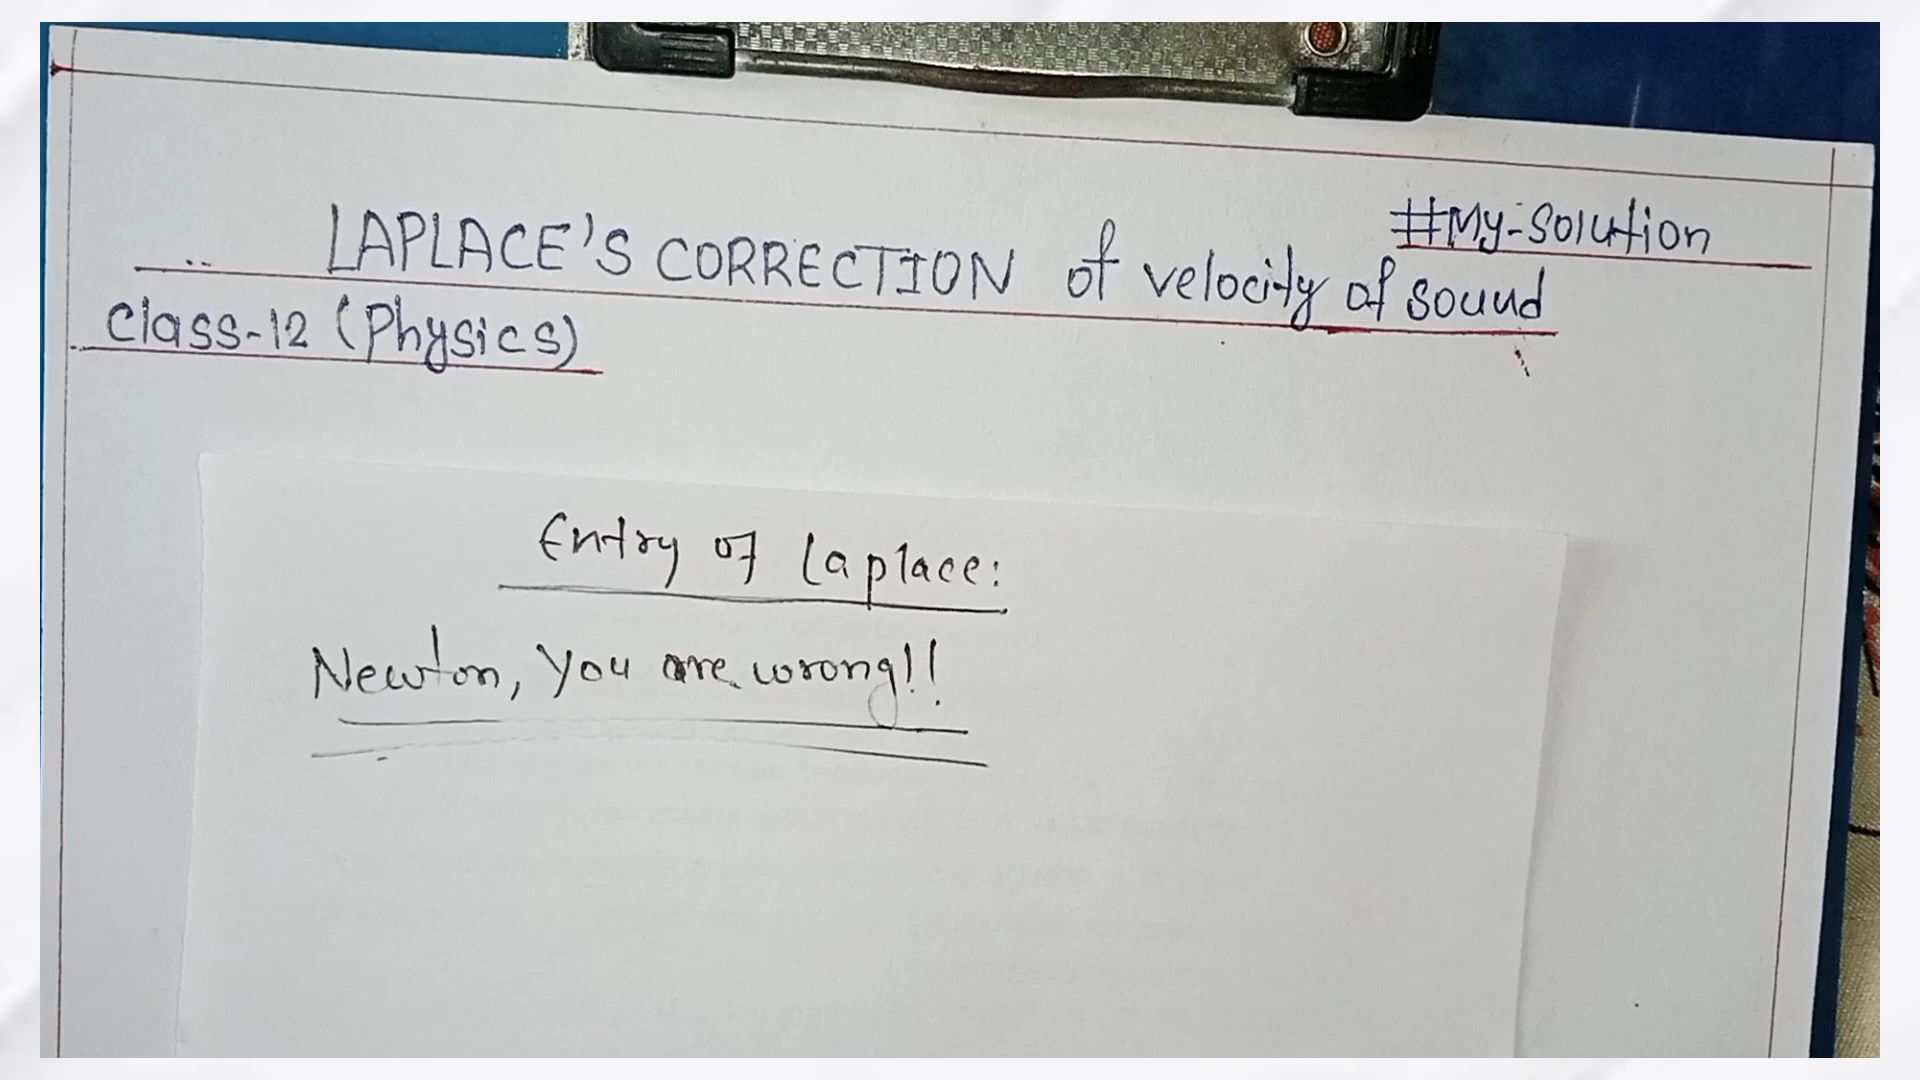 #My-Solution
LAPLACE'S CORRECTION of velocity of sound
class-12 (Physics)
Entry of Laplace:
Newton, You are wrong!!